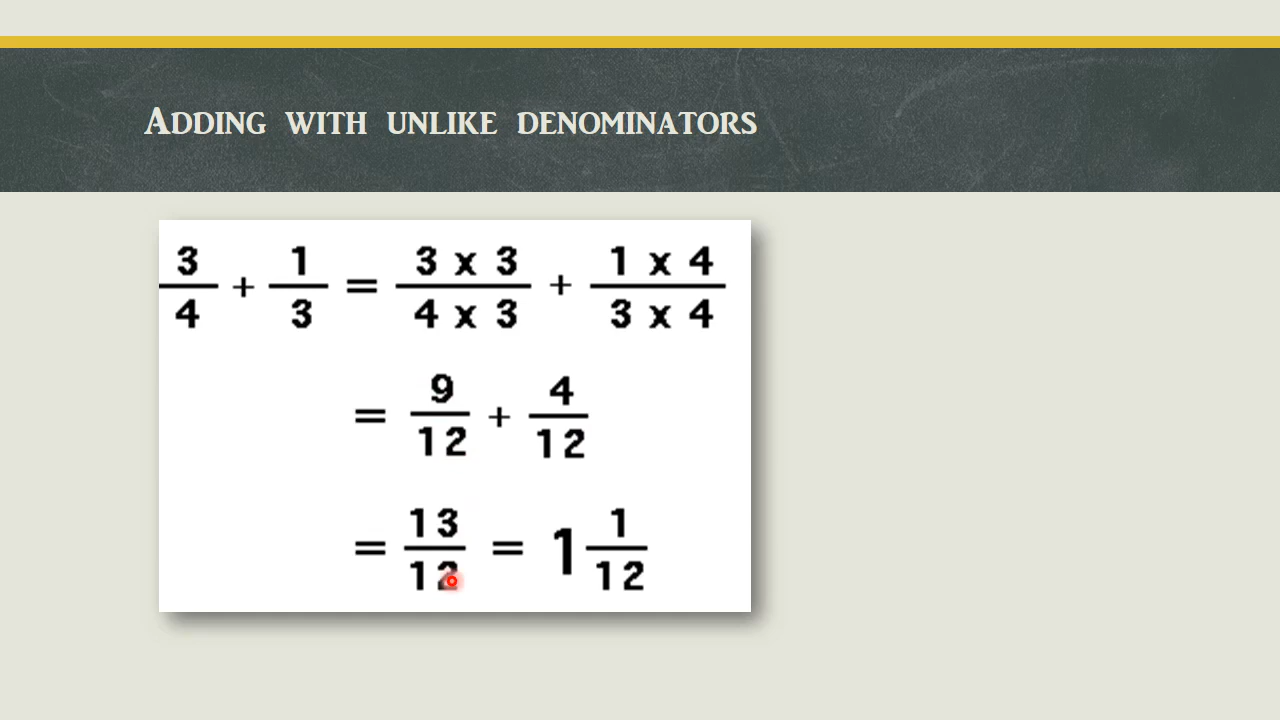 Adding with unlike denominators
3/4 + 1/3 = 3 x 3/4 x 3 + 1 x 4/3 x 4
= 9/12 + 4/12
= 13/12 = 1 1/12